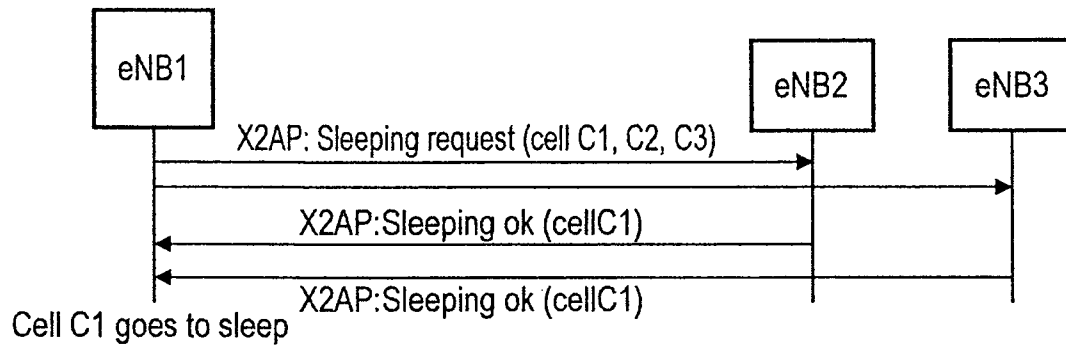 eNB1
eNB2
eNB3
X2AP: Sleeping request (cell C1, C2, C3)
X2AP:Sleeping ok (cellC1)
X2AP:Sleeping ok (cellC1)
Cell C1 goes to sleep